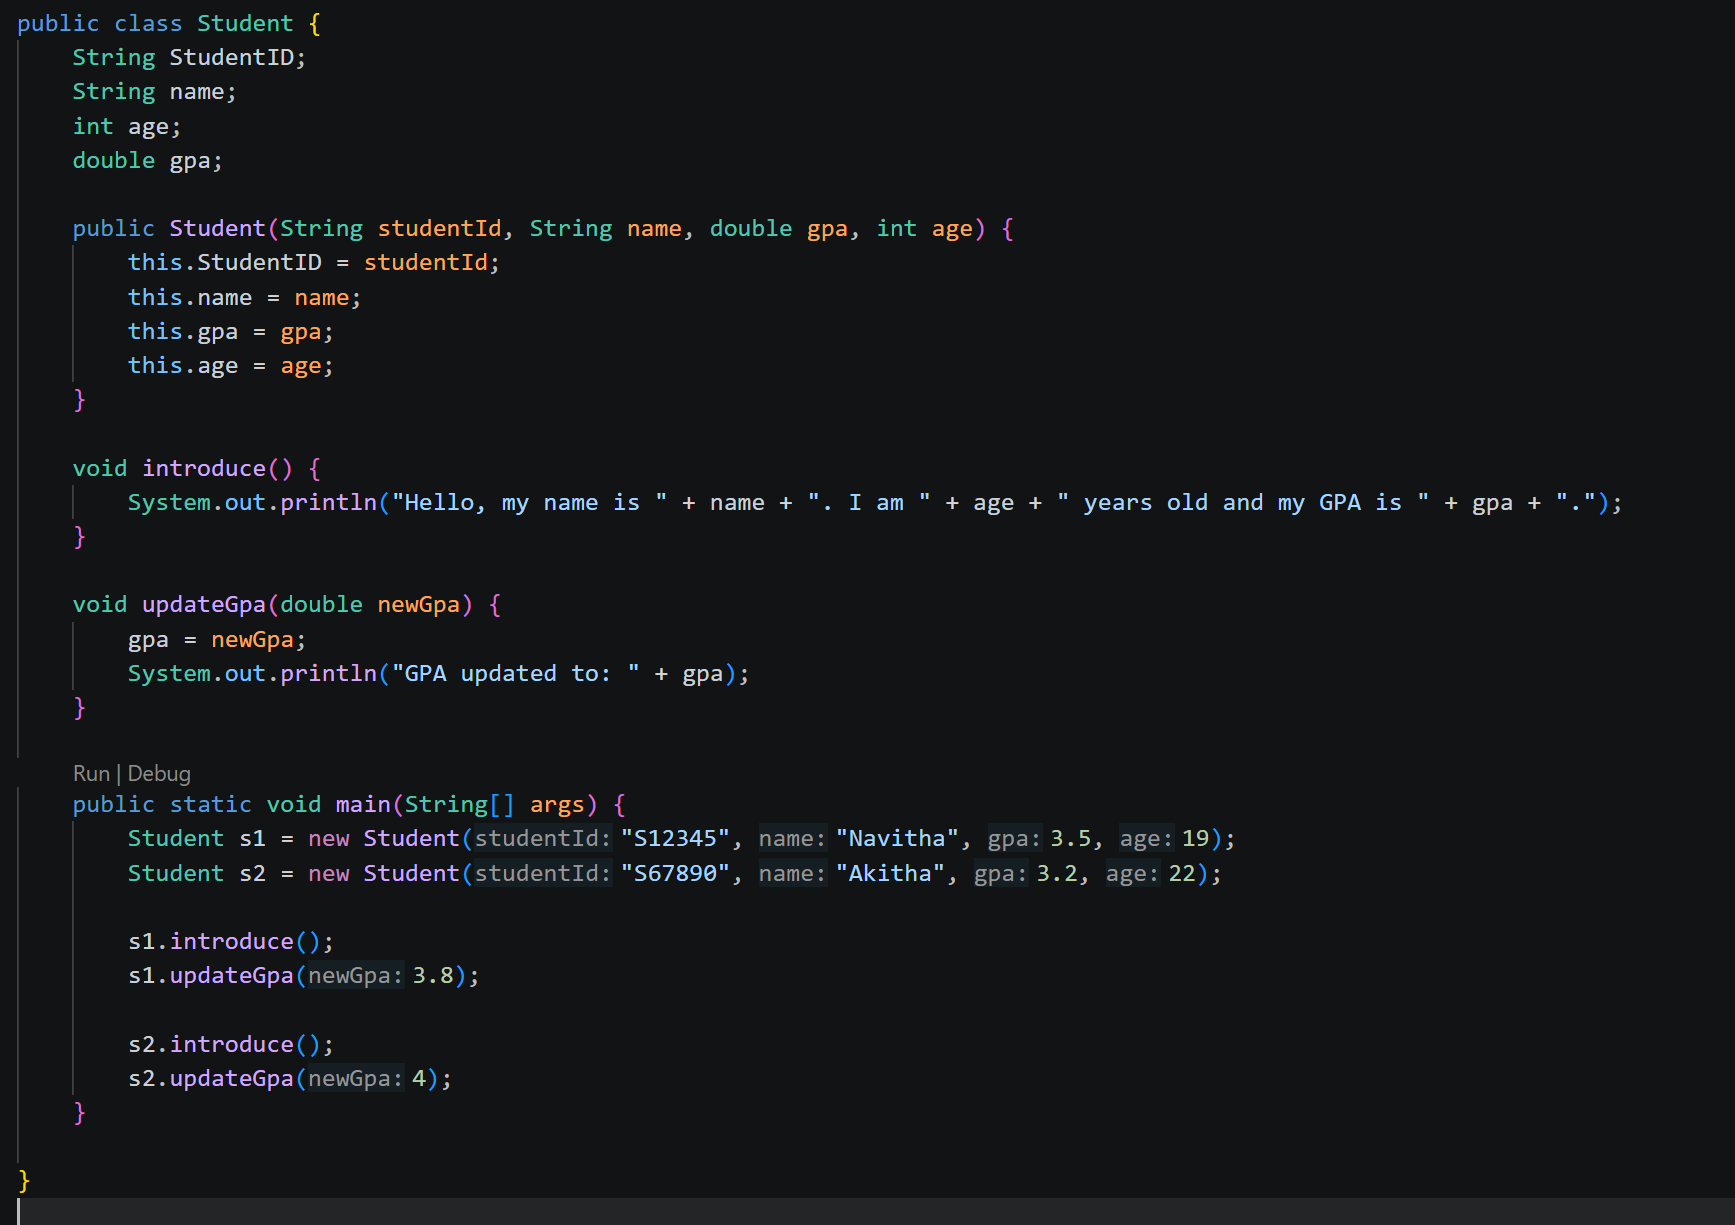 public class Student {
    String StudentID;
    String name;
    int age;
    double gpa;

    public Student(String studentId, String name, double gpa, int age) {
        this.StudentID = studentId;
        this.name = name;
        this.gpa = gpa;
        this.age = age;
    }

    void introduce() {
        System.out.println("Hello, my name is " + name + ". I am " + age + " years old and my GPA is " + gpa + ".");
    }

    void updateGpa(double newGpa) {
        gpa = newGpa;
        System.out.println("GPA updated to: " + gpa);
    }

    Run | Debug
    public static void main(String[] args) {
        Student s1 = new Student(studentId: "S12345", name: "Navitha", gpa: 3.5, age: 19);
        Student s2 = new Student(studentId: "S67890", name: "Akitha", gpa: 3.2, age: 22);

        s1.introduce();
        s1.updateGpa(newGpa: 3.8);

        s2.introduce();
        s2.updateGpa(newGpa: 4);
    }

}